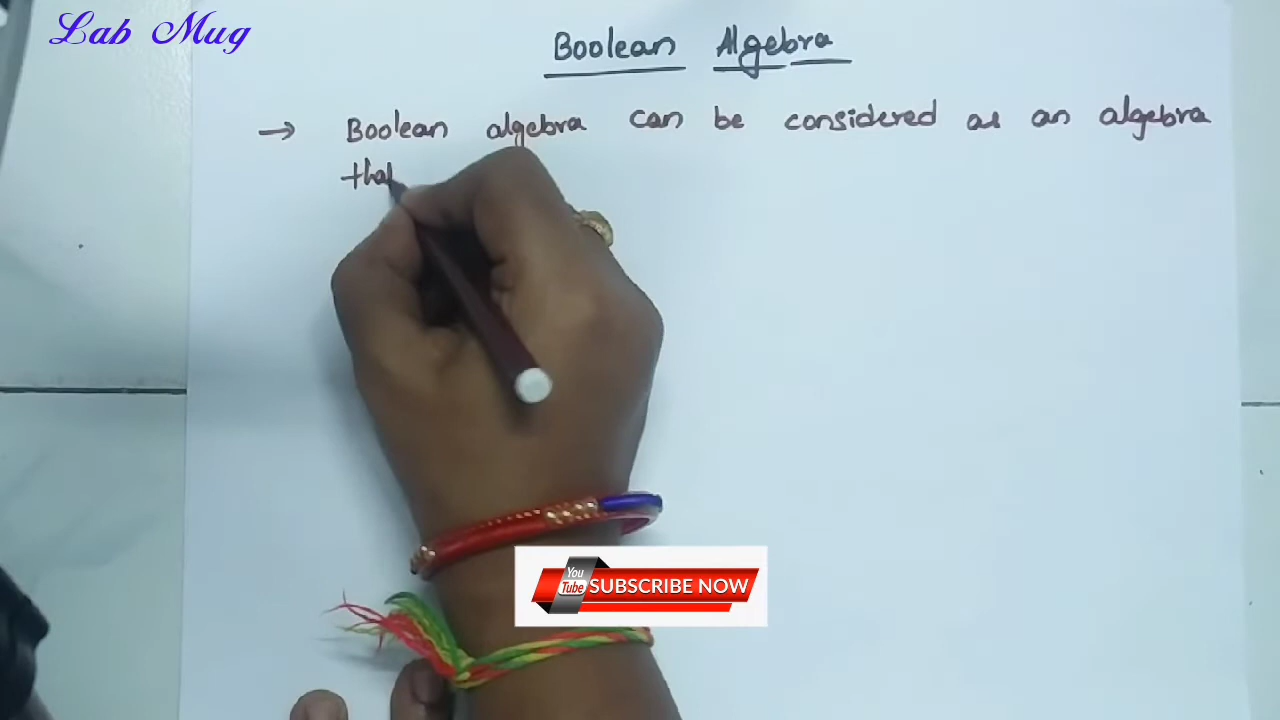 Lab Mug
Boolean Algebra
→ Boolean algebra can be considered as an algebra
that
You
Tube
SUBSCRIBE NOW